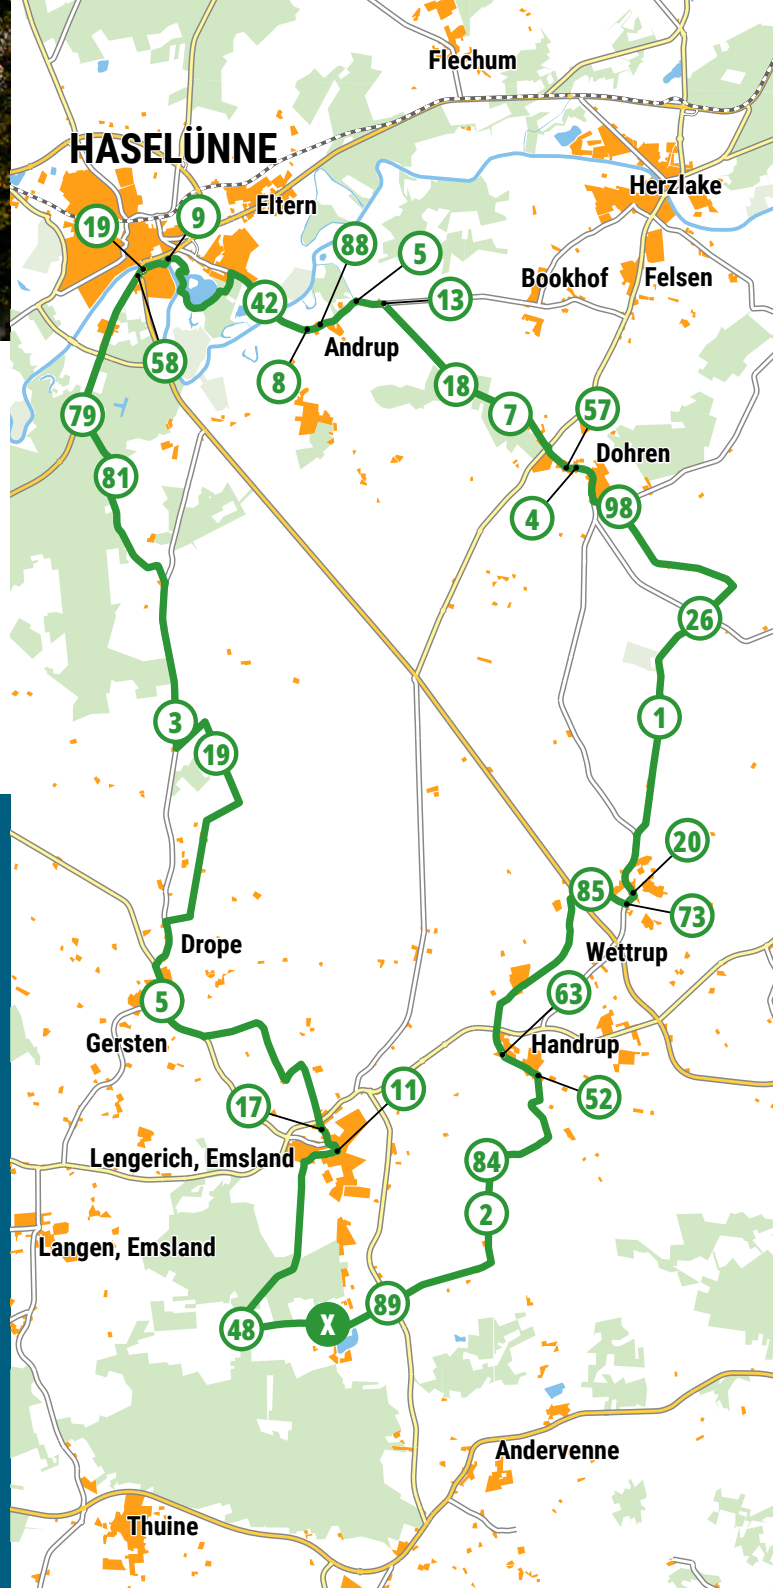 Flechum
HASELÜNNE
Herzlake
Eltern
19
9
88
5
Bookhof
Felsen
42
13
Andrup
58
8
18
79
7
57
Dohren
81
4
98
26
3
1
19
20
85
73
Drope
Wettrup
5
63
Gersten
Handrup
17
11
52
Lengerich, Emsland
84
2
Langen, Emsland
89
48
X
Andervenne
Thuine